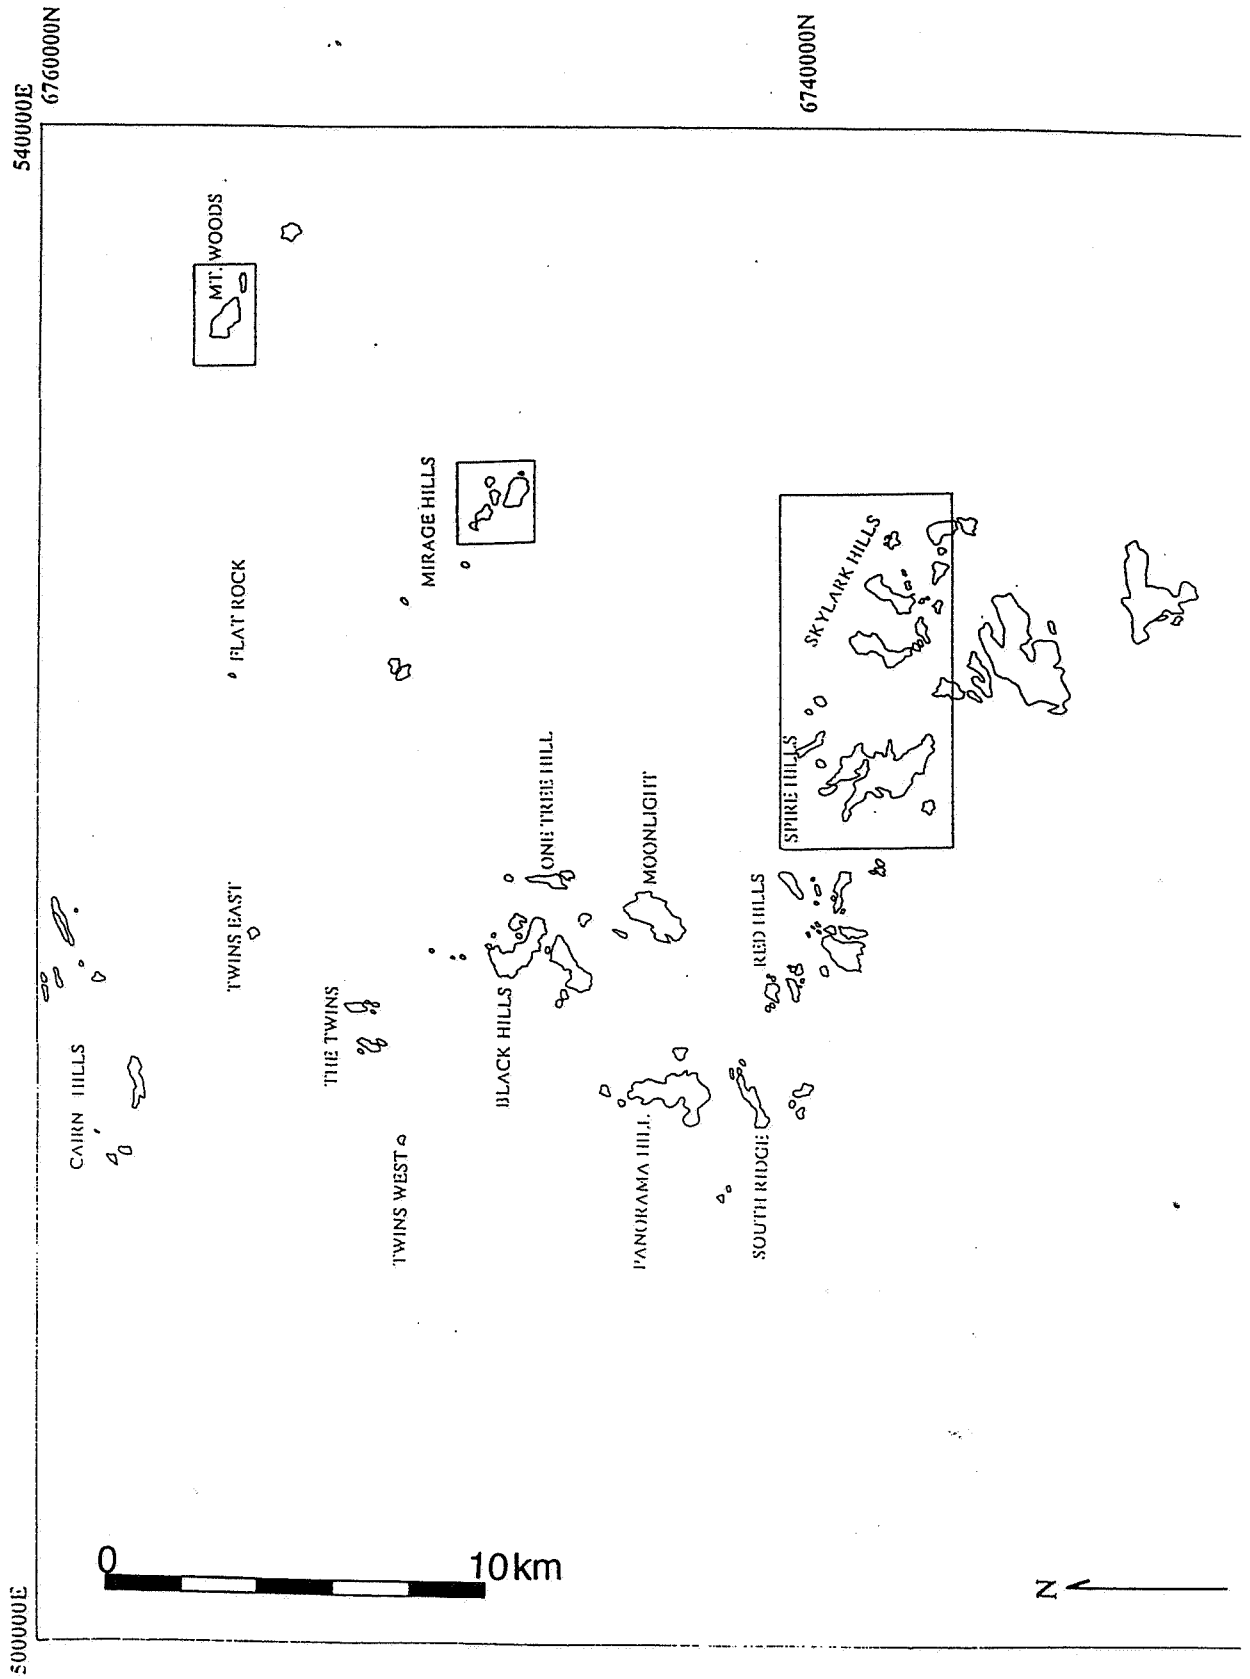 540000E
6760000N
6740000N
500000E
MT. WOODS
MIRAGE HILLS
FLAT ROCK
SKYLARK HILLS
SPIRE HILLS
ONE TREE HILL
MOONLIGHT
TWINS EAST
RED HILLS
THE TWINS
BLACK HILLS
CAIRN HILLS
TWINS WEST
PANORAMA HILL
SOUTH RIDGE
0
10km
N